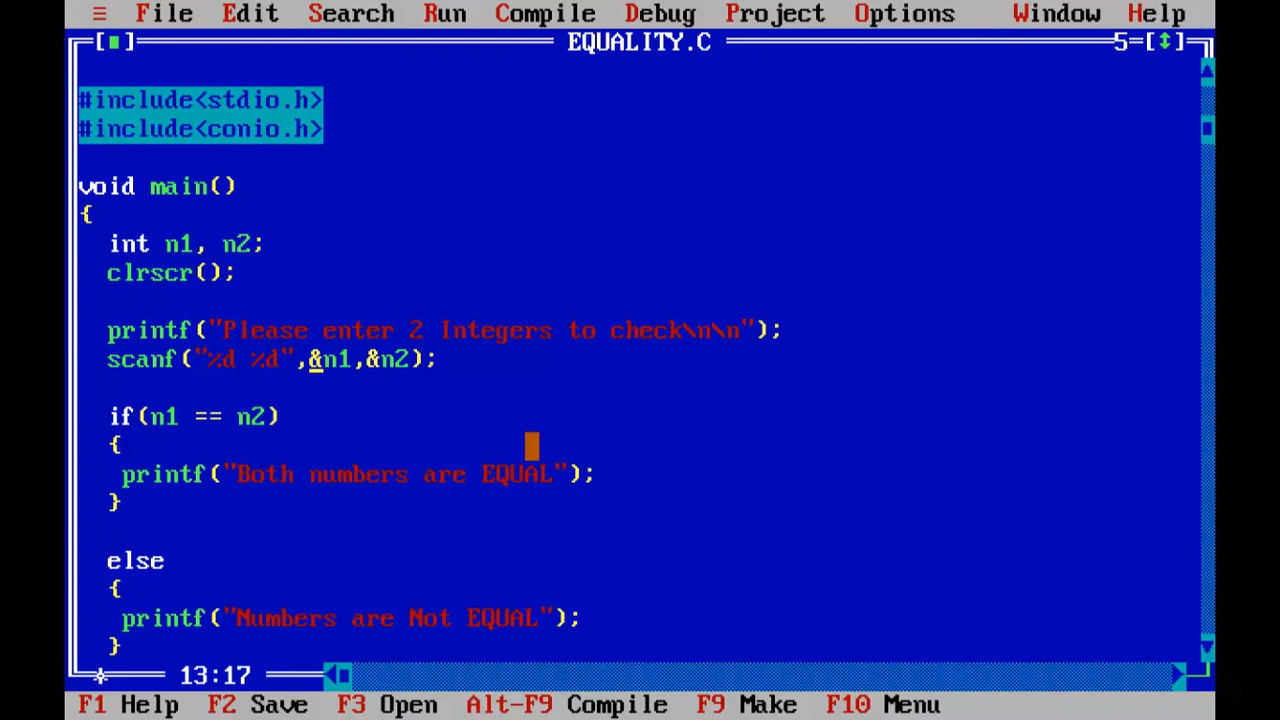 ≡ File Edit Search Run Compile Debug Project Options Window Help
[■] EQUALITY.C 5=[↕]
#include<stdio.h>
#include<conio.h>
void main()
{
int n1, n2;
clrscr();
printf("Please enter 2 Integers to check\n\n");
scanf("%d %d",&n1,&n2);
if(n1 == n2)
{
printf("Both numbers are EQUAL");
}
else
{
printf("Numbers are Not EQUAL");
}
13:17
F1 Help F2 Save F3 Open Alt-F9 Compile F9 Make F10 Menu